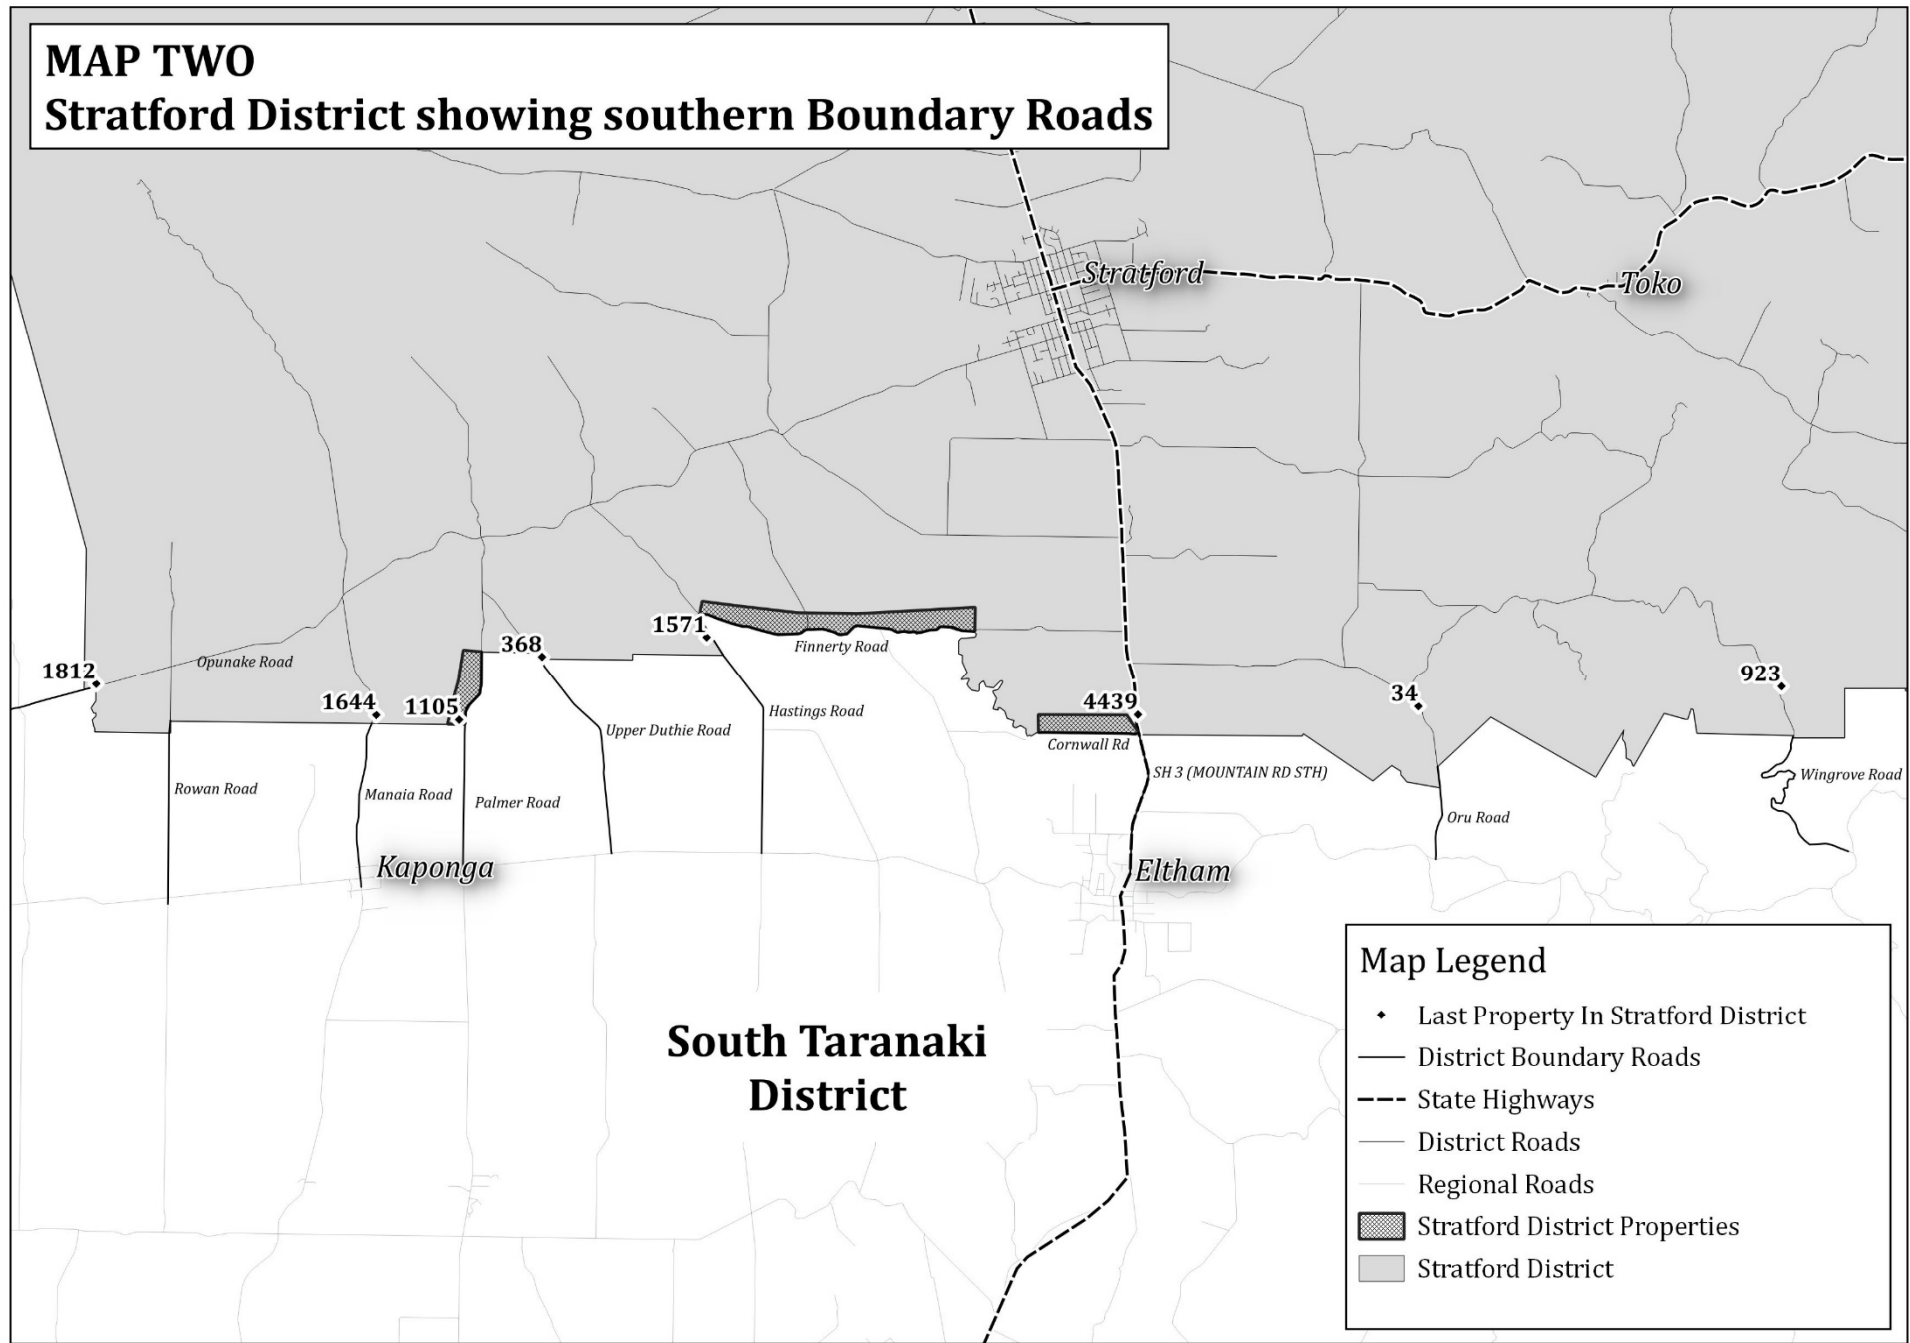 MAP TWO
Stratford District showing southern Boundary Roads
Stratford
Toko
1571
Finnerty Road
368
1812
Opunake Road
923
1644
1105
4439
34
Hastings Road
Upper Duthie Road
Cornwall Rd
SH 3 (MOUNTAIN RD STH)
Wingrove Road
Rowan Road
Manaia Road
Palmer Road
Oru Road
Kaponga
Eltham
South Taranaki
District
Map Legend
Last Property In Stratford District
District Boundary Roads
State Highways
District Roads
Regional Roads
Stratford District Properties
Stratford District